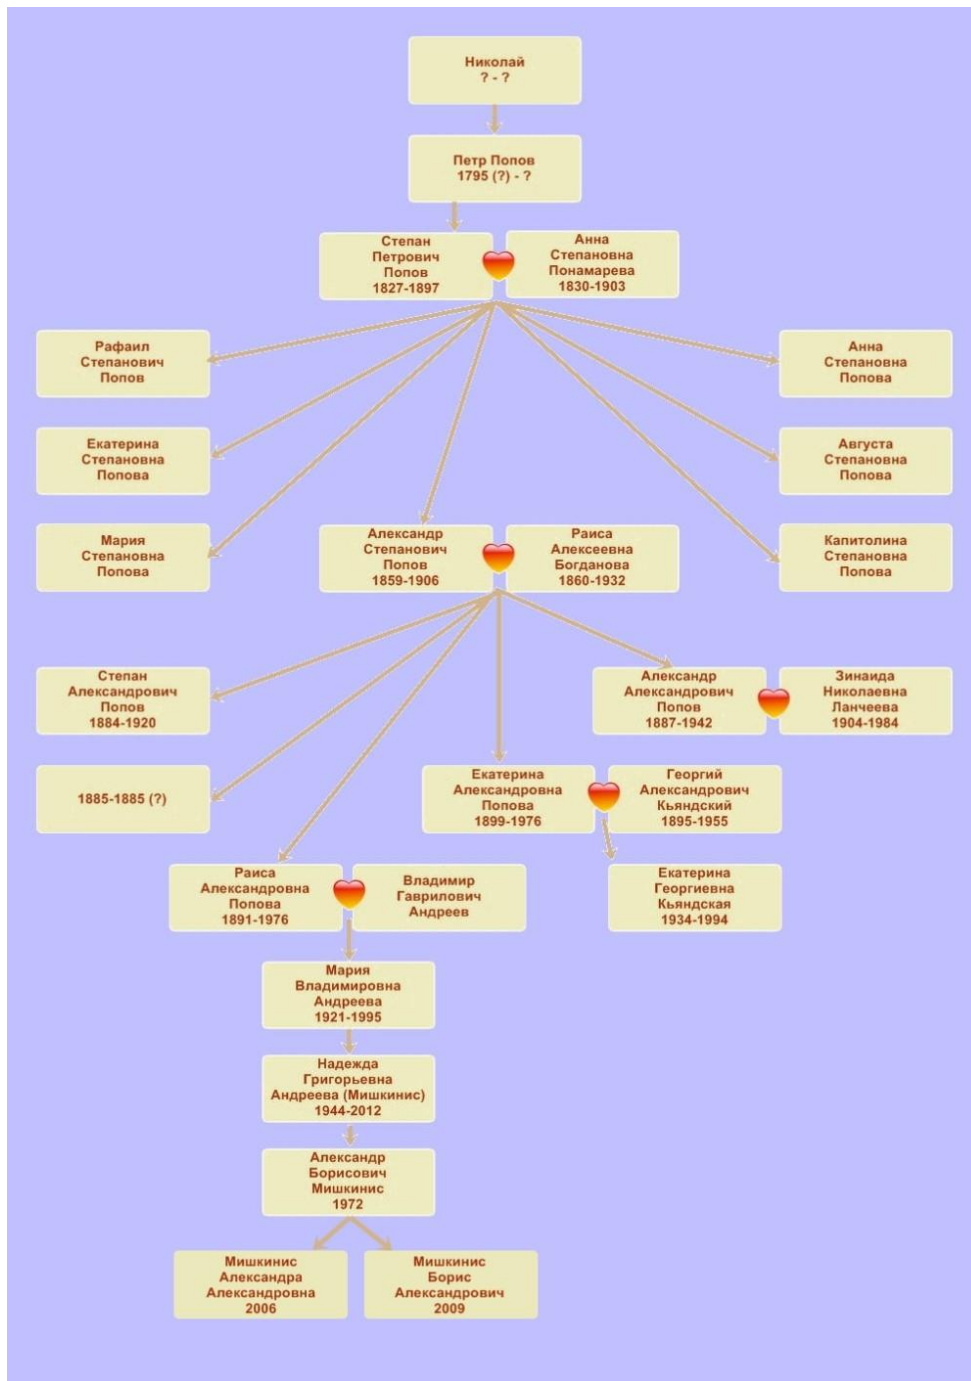 Николай
? - ?
Петр Попов
1795 (?) - ?
Степан
Петрович
Попов
1827-1897
Анна
Степановна
Понамарева
1830-1903
Рафаил
Степанович
Попов
Анна
Степановна
Попова
Екатерина
Степановна
Попова
Августа
Степановна
Попова
Мария
Степановна
Попова
Александр
Степанович
Попов
1859-1906
Раиса
Алексеевна
Богданова
1860-1932
Капитолина
Степановна
Попова
Степан
Александрович
Попов
1884-1920
Александр
Александрович
Попов
1887-1942
Зинаида
Николаевна
Ланчеева
1904-1984
1885-1885 (?)
Екатерина
Александровна
Попова
1899-1976
Георгий
Александрович
Кьяндский
1895-1955
Раиса
Александровна
Попова
1891-1976
Владимир
Гаврилович
Андреев
Екатерина
Георгиевна
Кьяндская
1934-1994
Мария
Владимировна
Андреева
1921-1995
Надежда
Григорьевна
Андреева (Мишкинис)
1944-2012
Александр
Борисович
Мишкинис
1972
Мишкинис
Александра
Александровна
2006
Мишкинис
Борис
Александрович
2009